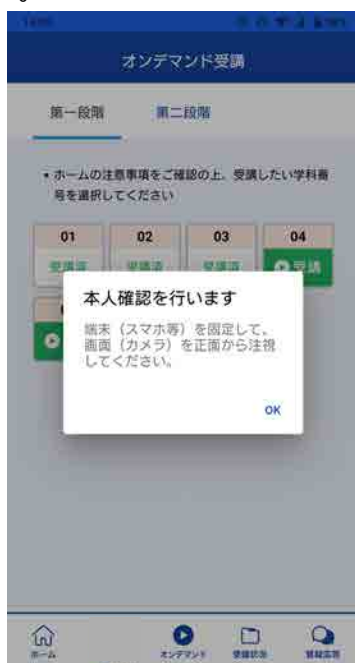 オンデマンド受講
第一段階
第二段階
• ホームの注意事項をご確認の上、受講したい学科番
号を選択してください
01
02
03
04
受講済
受講済
受講済
受講
本人確認を行います
端末（スマホ等）を固定して、
画面（カメラ）を正面から注視
してください。
OK
ホーム
オンデマンド
受講状況